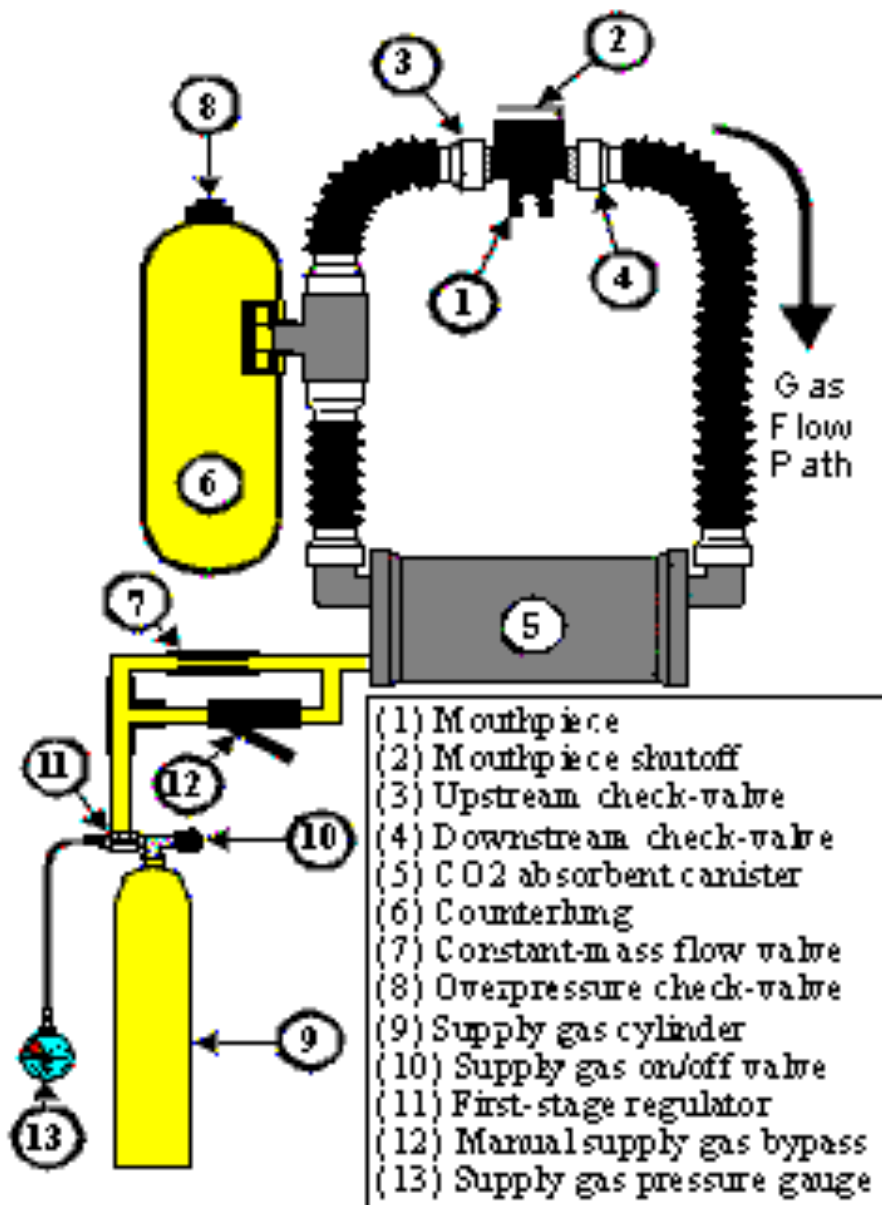 2
3
8
1
4
Gas
Flow
Path
6
7
5
11
12
10
9
13
(1) Mouthpiece
(2) Mouthpiece shutoff
(3) Upstream check-valve
(4) Downstream check-valve
(5) CO2 absorbent canister
(6) Counterlung
(7) Constant-mass flow valve
(8) Overpressure check-valve
(9) Supply gas cylinder
(10) Supply gas on/off valve
(11) First-stage regulator
(12) Manual supply gas bypass
(13) Supply gas pressure gauge